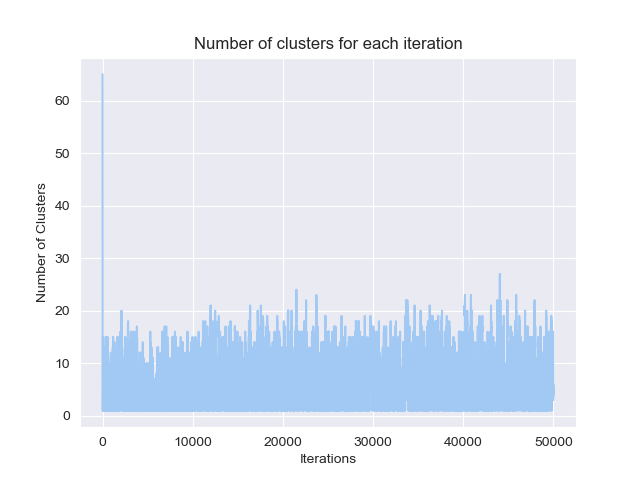 Number of clusters for each iteration
Number of Clusters
60
50
40
30
20
10
0
0 10000 20000 30000 40000 50000
Iterations